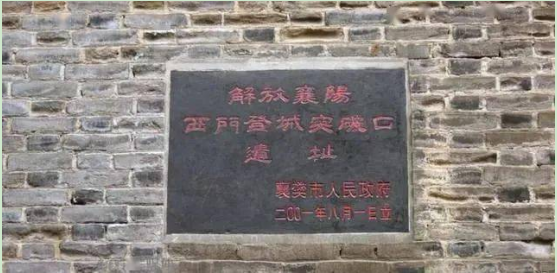 解放襄陽
西門登城突破口
遺址
襄樊市人民政府
二〇〇一年八月一日立